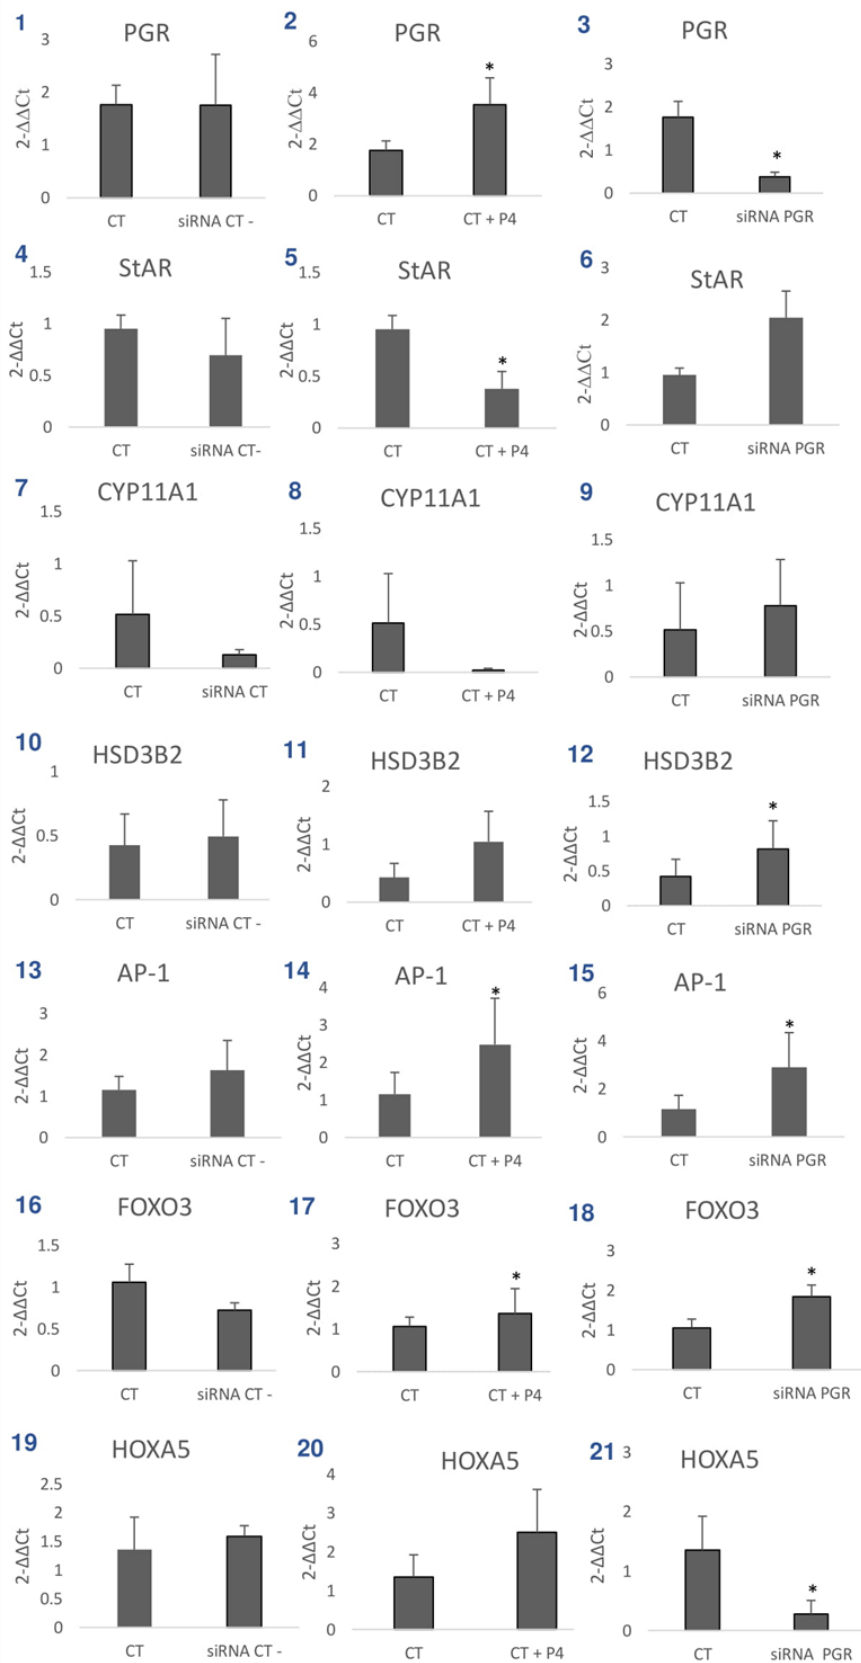 1
PGR
3
2
1
0
2-ΔΔCt
CT
siRNA CT -
2
PGR
6
4
2
0
2-ΔΔCt
*
CT
CT + P4
3
PGR
3
2
1
0
2-ΔΔCt
*
CT
siRNA PGR
4
StAR
1.5
1
0.5
0
2-ΔΔCt
CT
siRNA CT-
5
StAR
1.5
1
0.5
0
2-ΔΔCt
*
CT
CT + P4
6
StAR
3
2
1
0
2-ΔΔCt
CT
siRNA PGR
7
CYP11A1
1.5
1
0.5
0
2-ΔΔCt
CT
siRNA CT
8
CYP11A1
1.5
1
0.5
0
2-ΔΔCt
CT
CT + P4
9
CYP11A1
1.5
1
0.5
0
2-ΔΔCt
CT
siRNA PGR
10
HSD3B2
1
0.5
0
2-ΔΔCt
CT
siRNA CT -
11
HSD3B2
2
1
0
2-ΔΔCt
CT
CT + P4
12
HSD3B2
1.5
1
0.5
0
2-ΔΔCt
*
CT
siRNA PGR
13
AP-1
3
2
1
0
2-ΔΔCt
CT
siRNA CT -
14
AP-1
4
3
2
1
0
2-ΔΔCt
*
CT
CT + P4
15
AP-1
6
4
2
0
2-ΔΔCt
*
CT
siRNA PGR
16
FOXO3
1.5
1
0.5
0
2-ΔΔCt
CT
siRNA CT -
17
FOXO3
3
2
1
0
2-ΔΔCt
*
CT
CT + P4
18
FOXO3
3
2
1
0
2-ΔΔCt
*
CT
siRNA PGR
19
HOXA5
2.5
2
1.5
1
0.5
0
2-ΔΔCt
CT
siRNA CT -
20
HOXA5
4
3
2
1
0
2-ΔΔCt
CT
CT + P4
21
HOXA5
3
2
1
0
2-ΔΔCt
*
CT
siRNA PGR